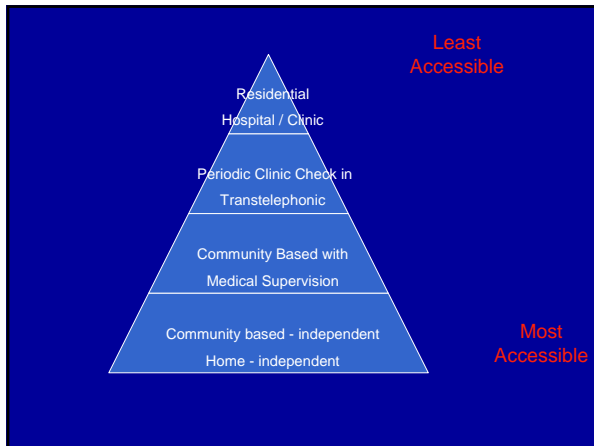 Least
Accessible
Residential
Hospital / Clinic
Periodic Clinic Check in
Transtelephonic
Community Based with
Medical Supervision
Community based - independent
Home - independent
Most
Accessible